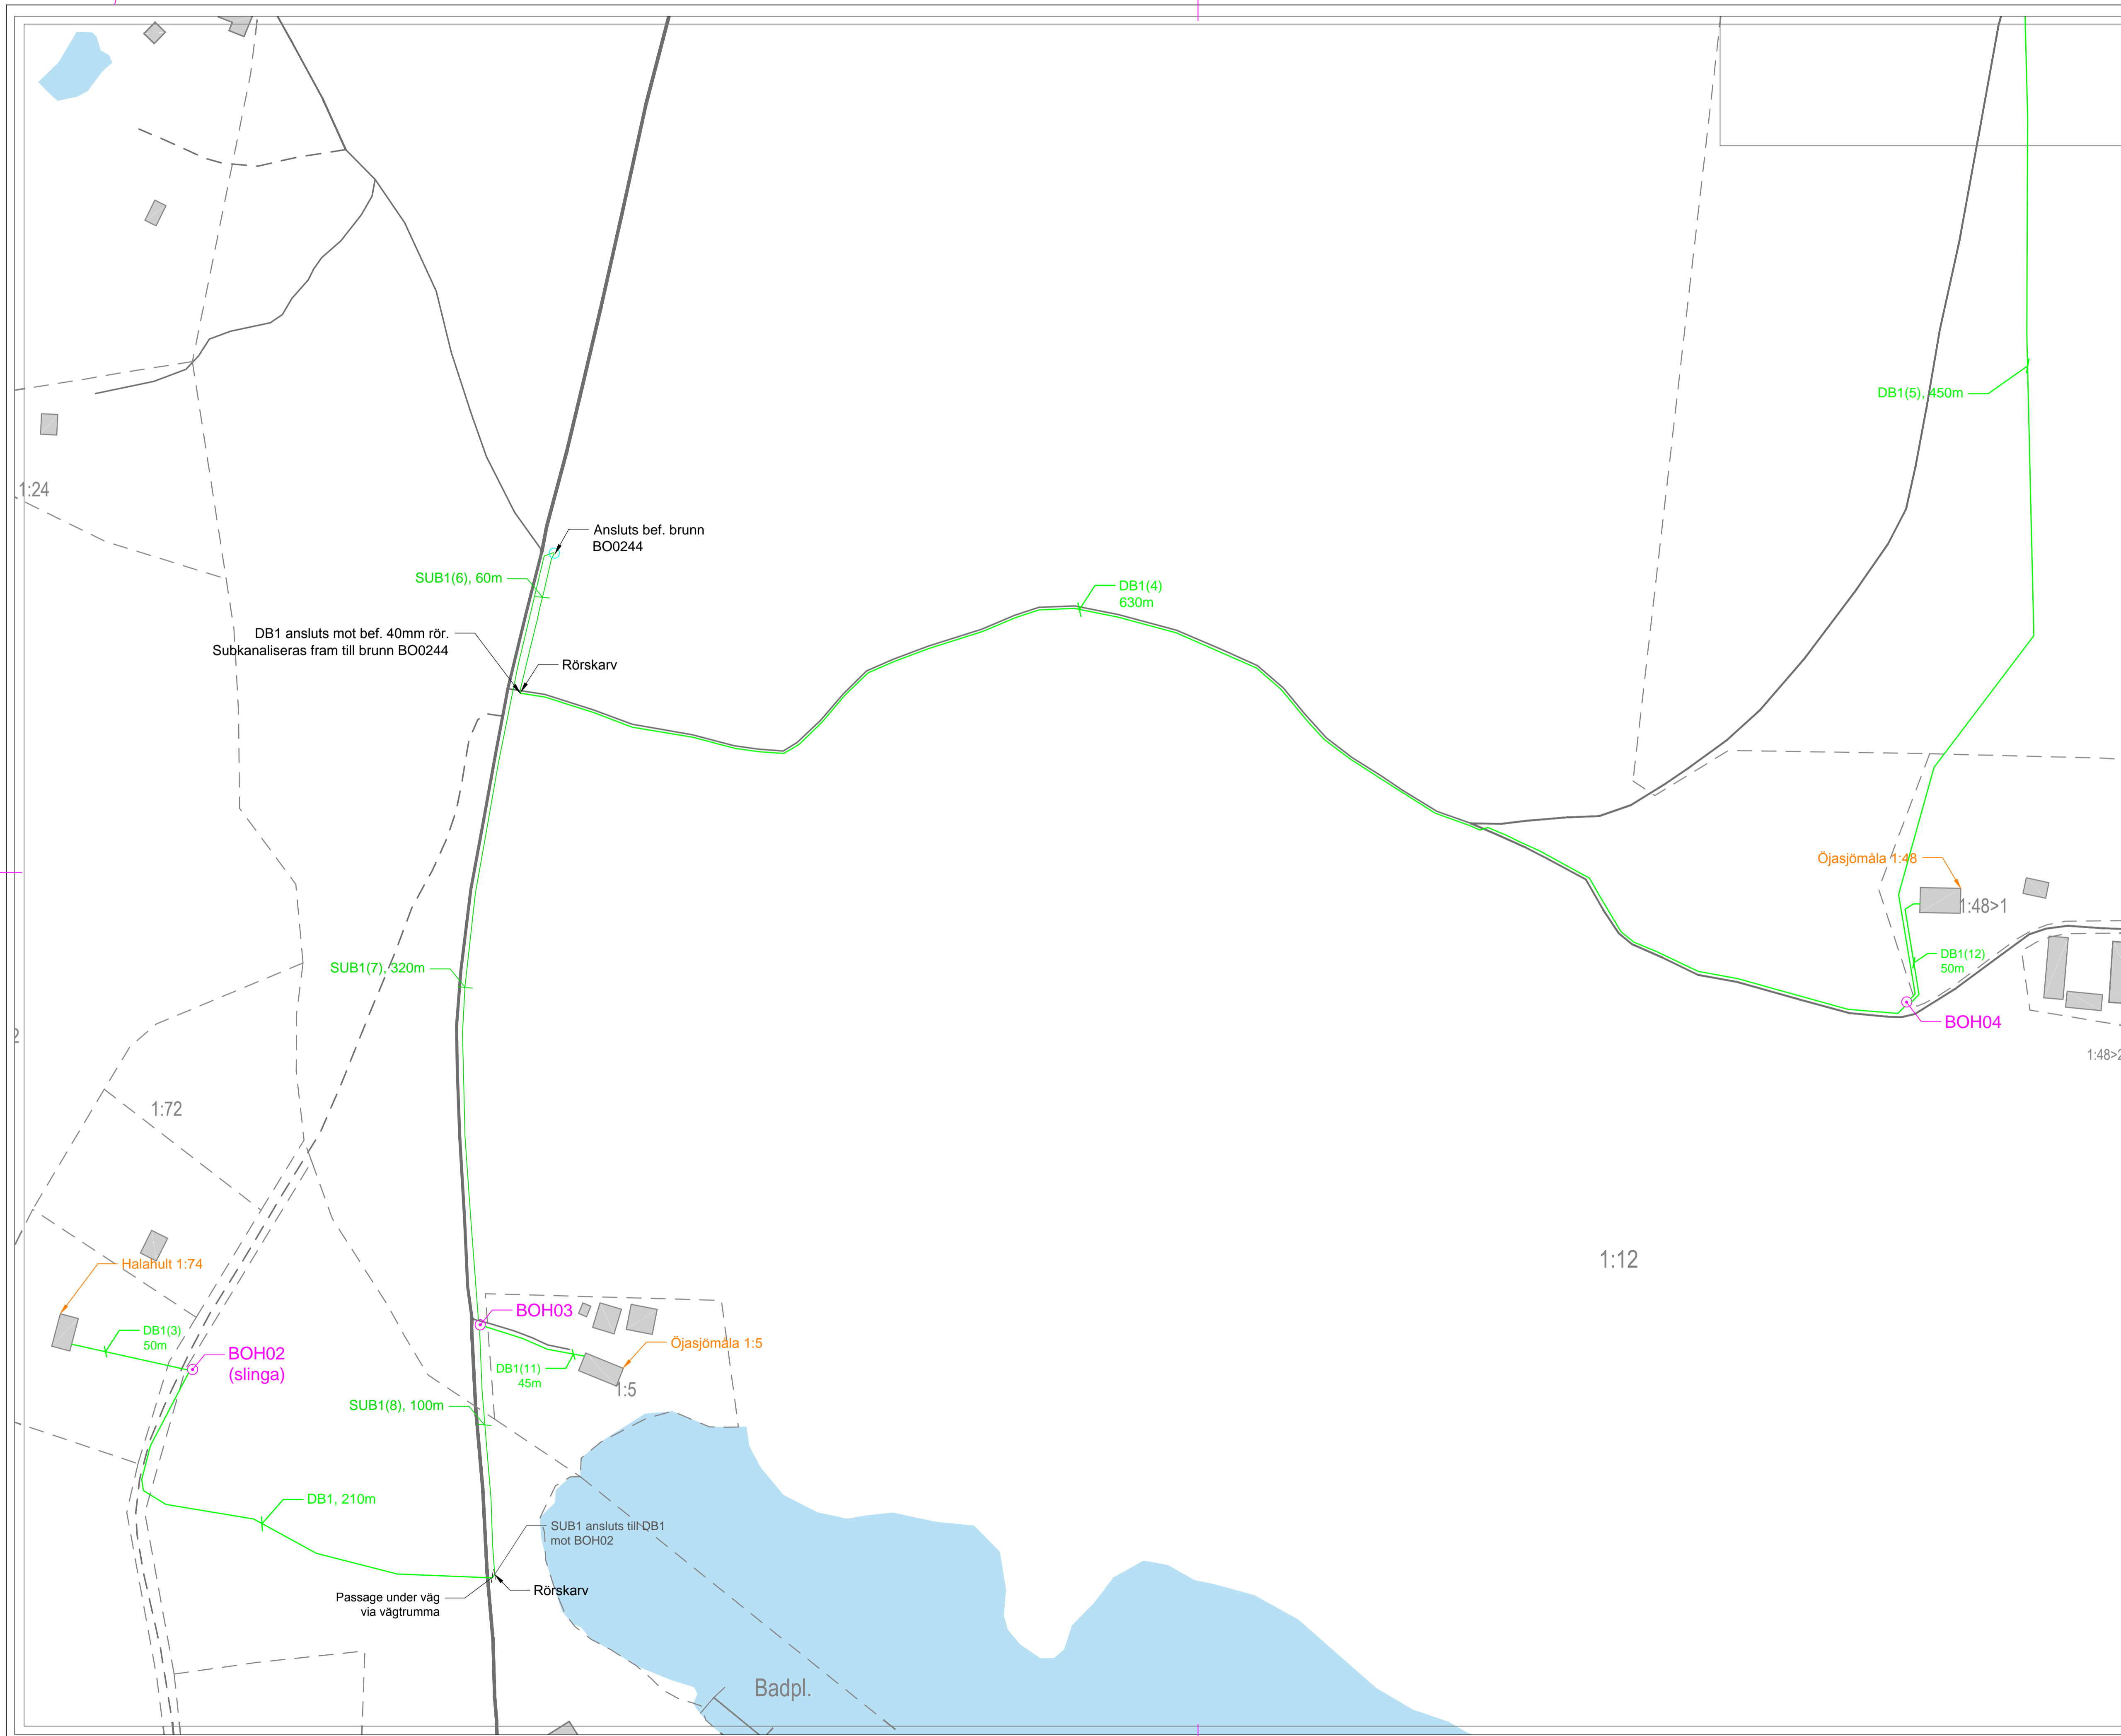 DB1(5), 450m
1:24
Ansluts bef. brunn
BO0244
SUB1(6), 60m
DB1(4)
630m
DB1 ansluts mot bef. 40mm rör.
Subkanaliseras fram till brunn BO0244
Rörskarv
Öjasjömåla 1:48
1:48>1
SUB1(7), 320m
DB1(12)
50m
BOH04
2
1:48>2
1:72
Halahult 1:74
1:12
BOH03
DB1(3)
50m
Öjasjömåla 1:5
BOH02
(slinga)
DB1(11)
45m
1:5
SUB1(8), 100m
DB1, 210m
SUB1 ansluts till DB1
mot BOH02
Rörskarv
Passage under väg
via vägtrumma
Badpl.